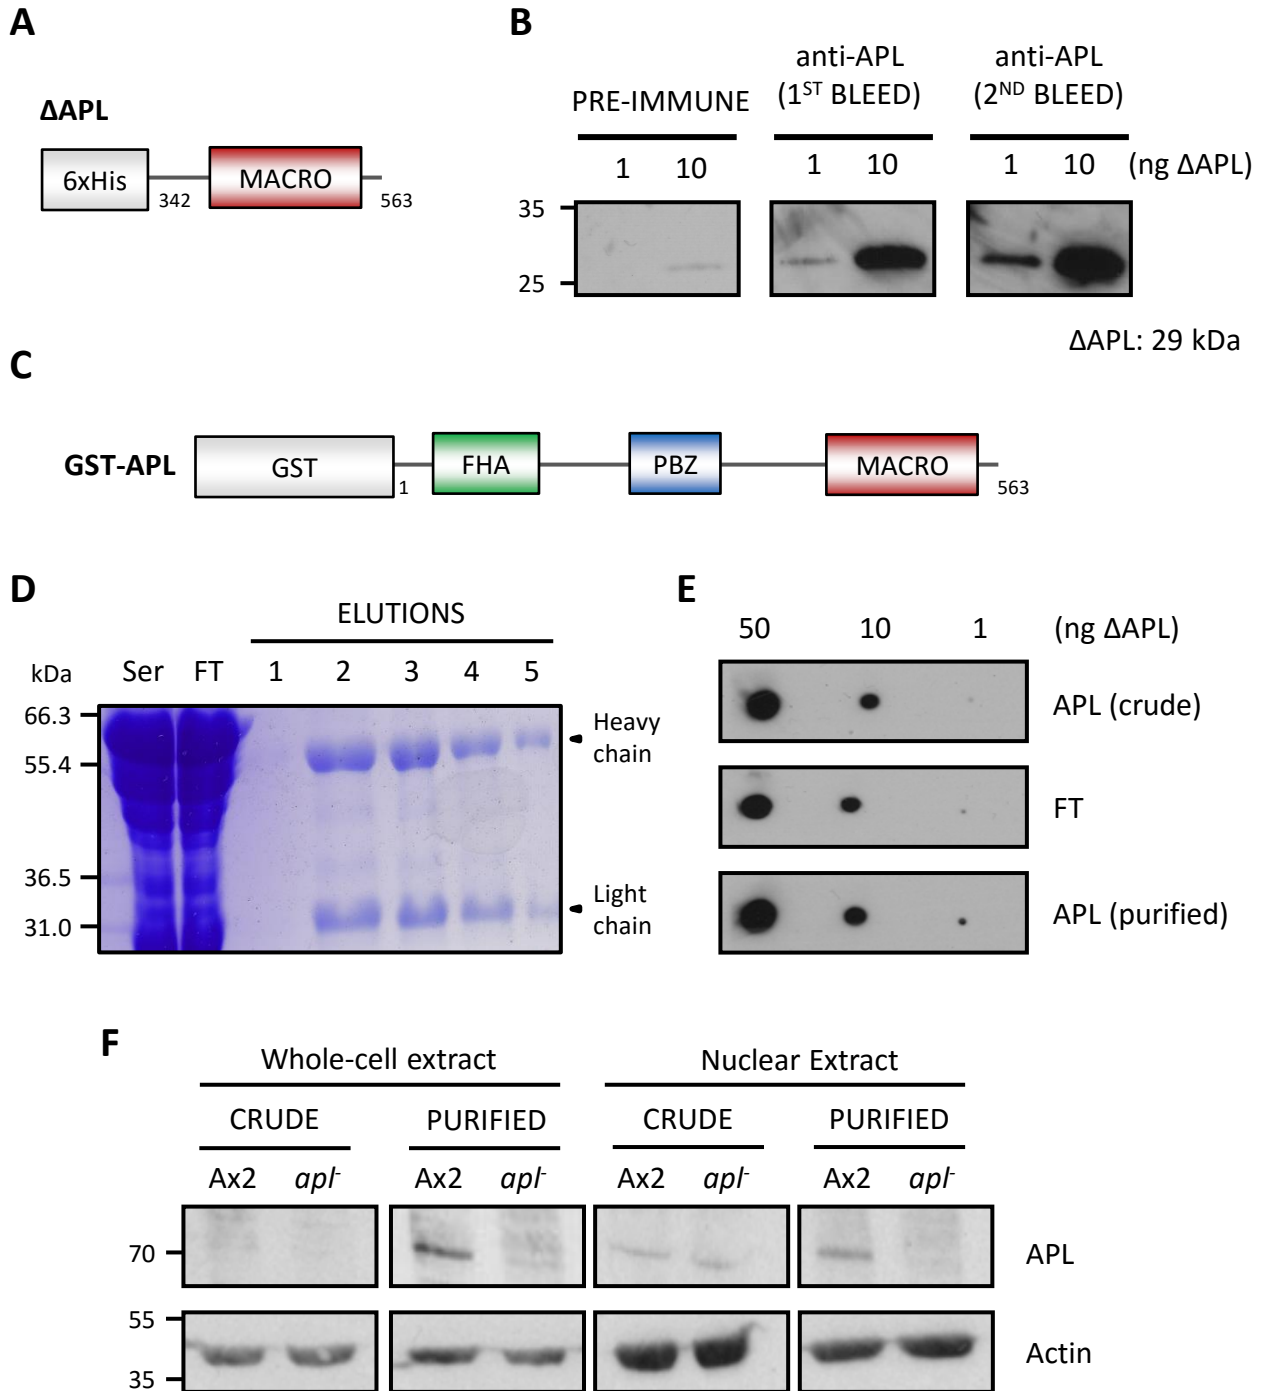 A
ΔAPL
6xHis
MACRO
342
563
B
PRE-IMMUNE
anti-APL
(1ST BLEED)
anti-APL
(2ND BLEED)
1 10 1 10 1 10 (ng ΔAPL)
35
25
ΔAPL: 29 kDa
C
GST-APL
GST
1
FHA
PBZ
MACRO
563
D
ELUTIONS
kDa Ser FT 1 2 3 4 5
66.3
55.4
36.5
31.0
Heavy
chain
Light
chain
E
50 10 1 (ng ΔAPL)
APL (crude)
FT
APL (purified)
F
Whole-cell extract
Nuclear Extract
CRUDE PURIFIED CRUDE PURIFIED
Ax2 apl- Ax2 apl- Ax2 apl- Ax2 apl-
70
APL
55
35
Actin